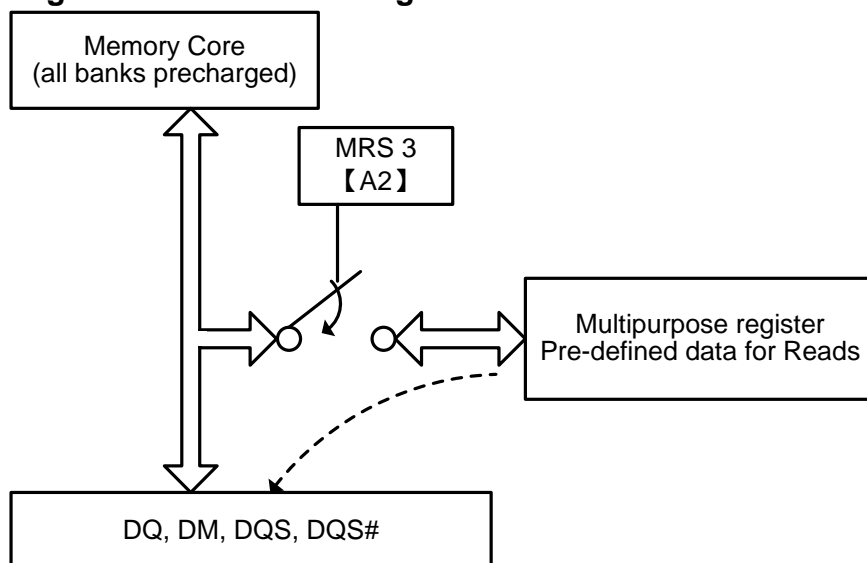 Memory Core
(all banks precharged)
MRS 3
【A2】
Multipurpose register
Pre-defined data for Reads
DQ, DM, DQS, DQS#